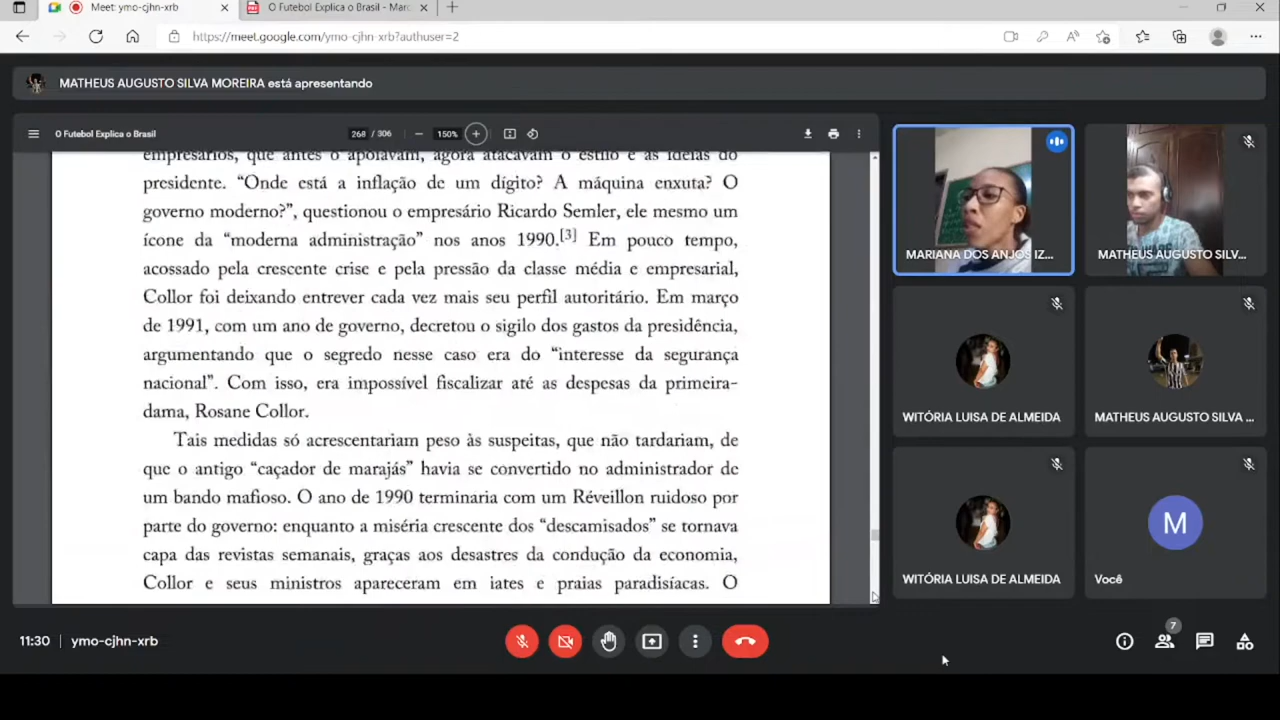 Meet: ymo-cjhn-xrb
O Futebol Explica o Brasil - Marc
https://meet.google.com/ymo-cjhn-xrb?authuser=2
MATHEUS AUGUSTO SILVA MOREIRA está apresentando
O Futebol Explica o Brasil
268 / 306
150%
empresários, que antes o apoiavam, agora atacavam o estilo e as ideias do
presidente. “Onde está a inflação de um dígito? A máquina enxuta? O
governo moderno?”, questionou o empresário Ricardo Semler, ele mesmo um
ícone da “moderna administração” nos anos 1990.[3] Em pouco tempo,
acossado pela crescente crise e pela pressão da classe média e empresarial,
Collor foi deixando entrever cada vez mais seu perfil autoritário. Em março
de 1991, com um ano de governo, decretou o sigilo dos gastos da presidência,
argumentando que o segredo nesse caso era do “interesse da segurança
nacional”. Com isso, era impossível fiscalizar até as despesas da primeira-
dama, Rosane Collor.
Tais medidas só acrescentariam peso às suspeitas, que não tardariam, de
que o antigo “caçador de marajás” havia se convertido no administrador de
um bando mafioso. O ano de 1990 terminaria com um Réveillon ruidoso por
parte do governo: enquanto a miséria crescente dos “descamisados” se tornava
capa das revistas semanais, graças aos desastres da condução da economia,
Collor e seus ministros apareceram em iates e praias paradisíacas. O
MARIANA DOS ANJOS IZ...
MATHEUS AUGUSTO SILV...
WITÓRIA LUISA DE ALMEIDA
MATHEUS AUGUSTO SILVA ...
WITÓRIA LUISA DE ALMEIDA
M
Você
11:30 | ymo-cjhn-xrb
7